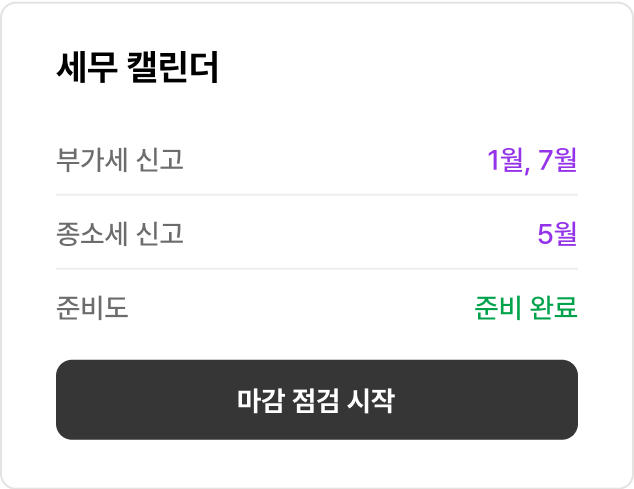 세무 캘린더
부가세 신고 1월, 7월
종소세 신고 5월
준비도 준비 완료
마감 점검 시작